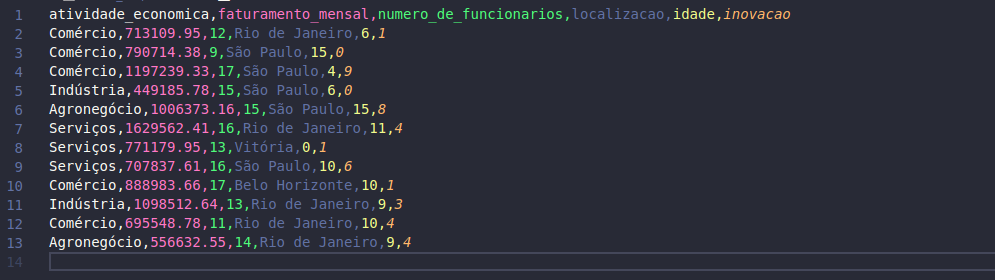 1 atividade_economica,faturamento_mensal,numero_de_funcionarios,localizacao,idade,inovacao
2 Comércio,713109.95,12,Rio de Janeiro,6,1
3 Comércio,790714.38,9,São Paulo,15,0
4 Comércio,1197239.33,17,São Paulo,4,9
5 Indústria,449185.78,15,São Paulo,6,0
6 Agronegócio,1006373.16,15,São Paulo,15,8
7 Serviços,1629562.41,16,Rio de Janeiro,11,4
8 Serviços,771179.95,13,Vitória,0,1
9 Serviços,707837.61,16,São Paulo,10,6
10 Comércio,888983.66,17,Belo Horizonte,10,1
11 Indústria,1098512.64,13,Rio de Janeiro,9,3
12 Comércio,695548.78,11,Rio de Janeiro,10,4
13 Agronegócio,556632.55,14,Rio de Janeiro,9,4
14